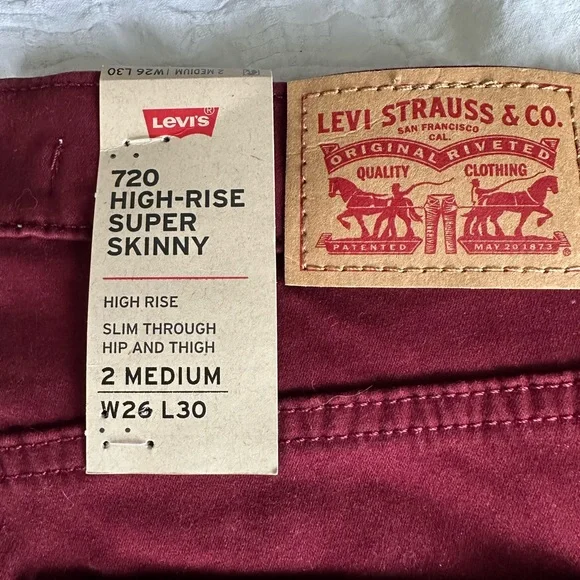 2 MEDIUM | W26 L30
LEVI'S®
720
HIGH-RISE
SUPER
SKINNY
HIGH RISE
SLIM THROUGH
HIP AND THIGH
2 MEDIUM
W26 L30
LEVI STRAUSS & CO.
SAN FRANCISCO
CAL.
ORIGINAL RIVETED
QUALITY CLOTHING
PATENTED MAY 20 1873
®